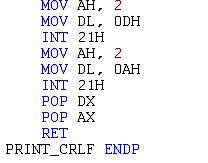 MOV AH, 2
MOV DL, 0DH
INT 21H
MOV AH, 2
MOV DL, 0AH
INT 21H
POP DX
POP AX
RET
PRINT_CRLF ENDP